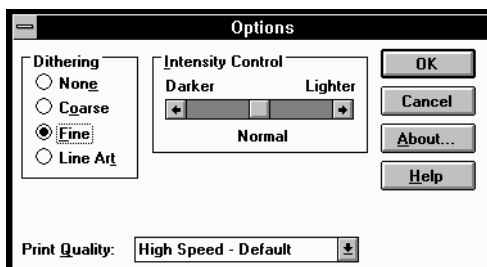 Options
Dithering
None
Coarse
Fine
Line Art
Intensity Control
Darker Lighter
Normal
OK
Cancel
About...
Help
Print Quality: High Speed - Default